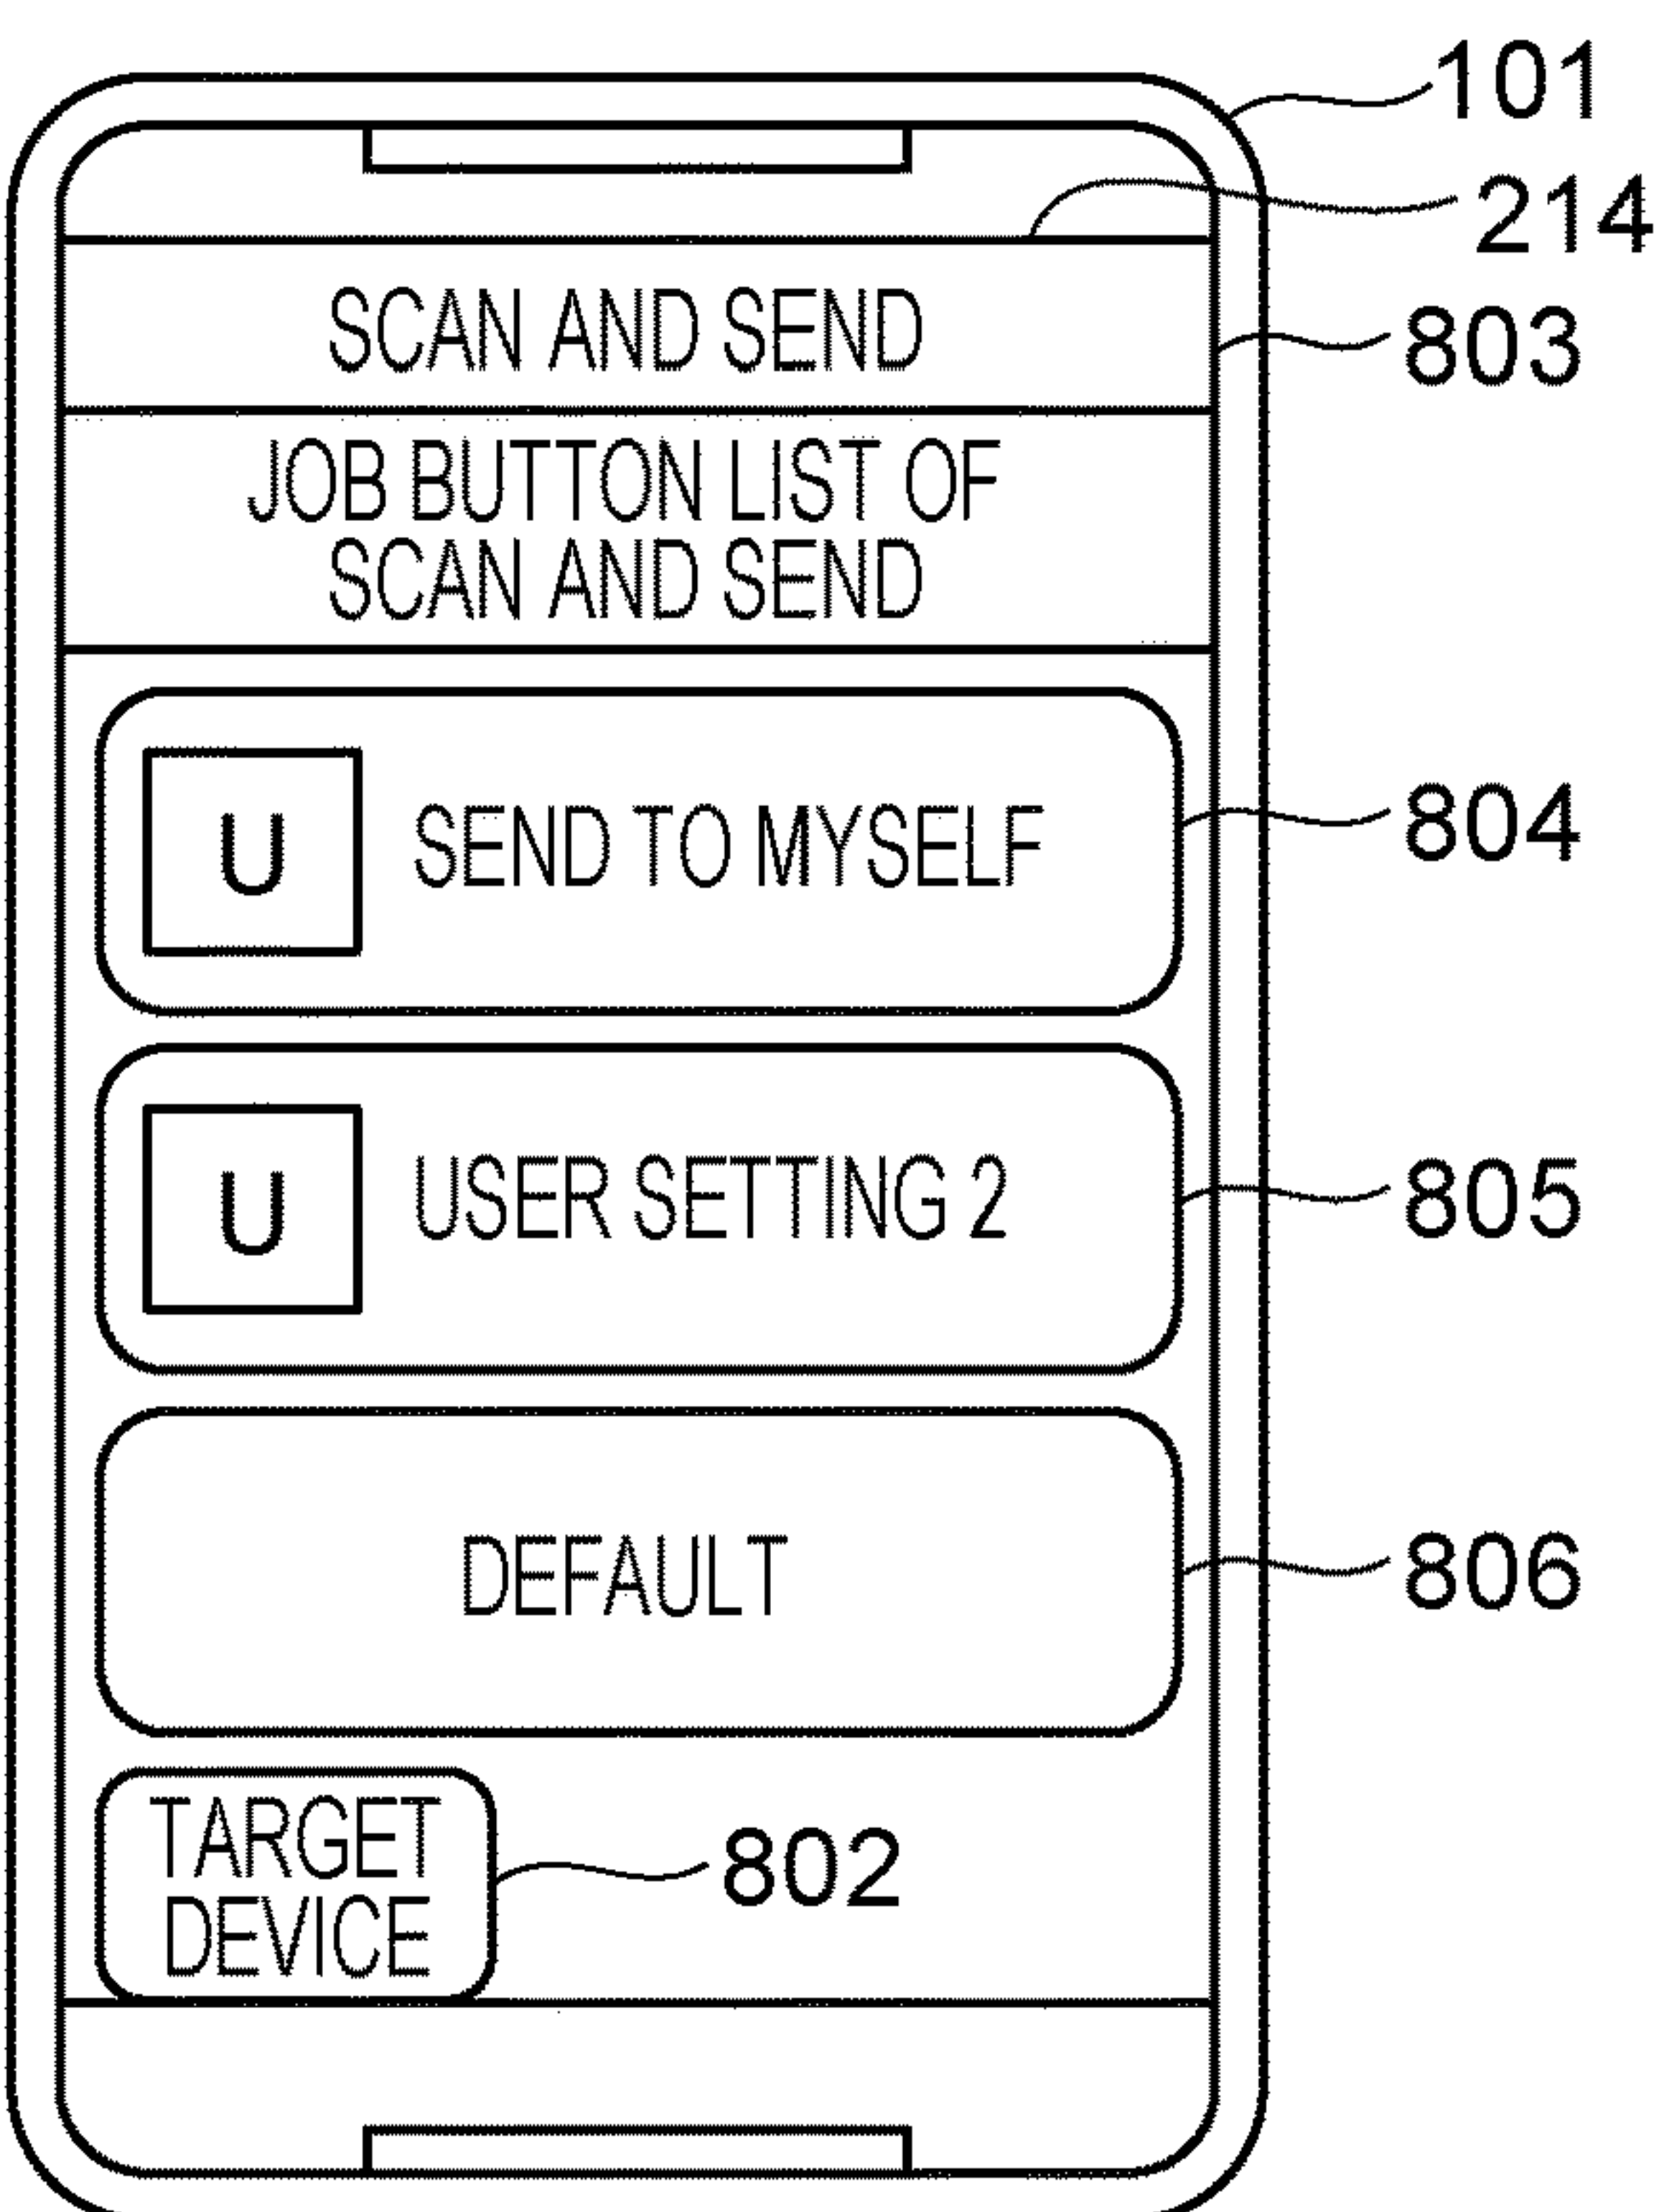 101
214
SCAN AND SEND
803
JOB BUTTON LIST OF
SCAN AND SEND
U SEND TO MYSELF
804
U USER SETTING 2
805
DEFAULT
806
TARGET
DEVICE
802